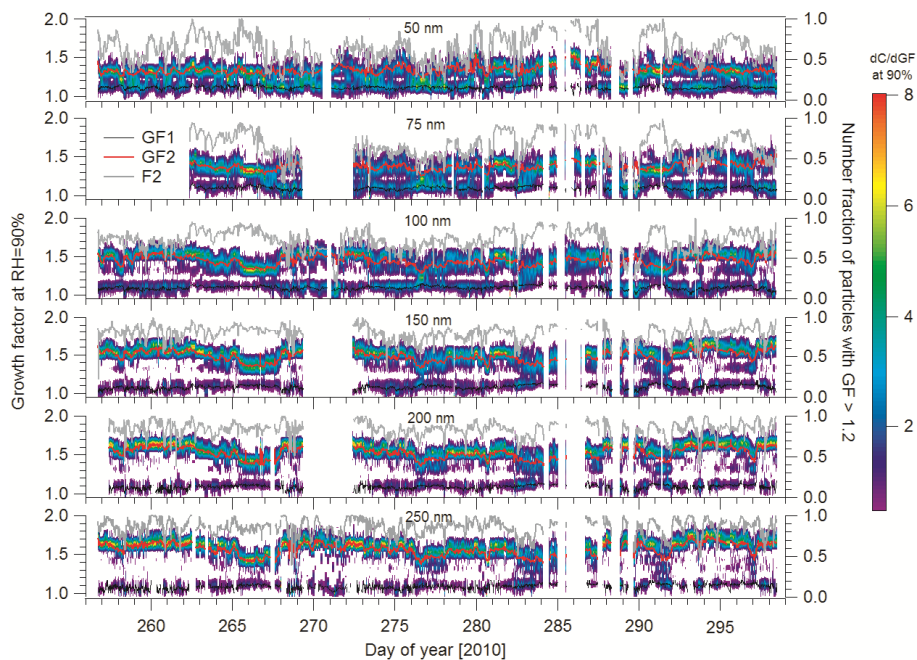 50 nm
2.0
1.5
1.0
1.0
0.5
0.0
75 nm
GF1
GF2
F2
2.0
1.5
1.0
1.0
0.5
0.0
100 nm
2.0
1.5
1.0
1.0
0.5
0.0
150 nm
2.0
1.5
1.0
1.0
0.5
0.0
200 nm
2.0
1.5
1.0
1.0
0.5
0.0
250 nm
2.0
1.5
1.0
1.0
0.5
0.0
260 265 270 275 280 285 290 295
Day of year [2010]
Growth factor at RH=90%
Number fraction of particles with GF > 1.2
dC/dGF
at 90%
8
6
4
2